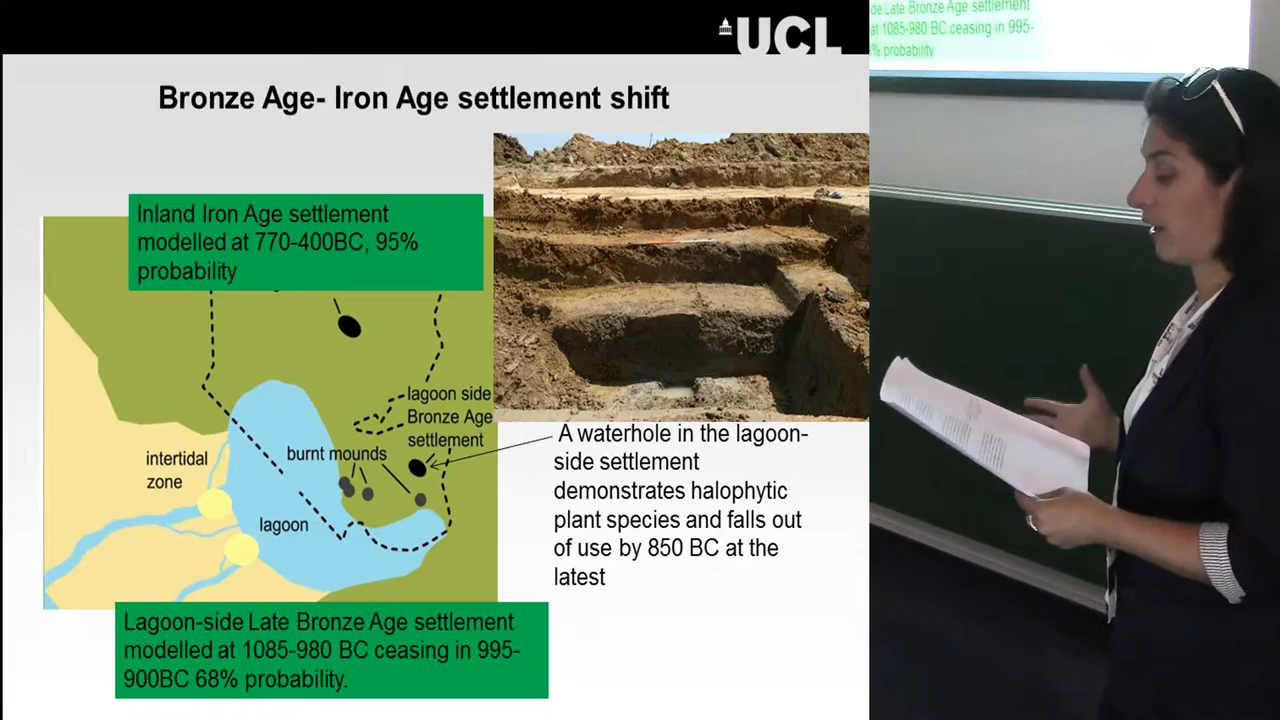 UCL
Bronze Age- Iron Age settlement shift
Inland Iron Age settlement
modelled at 770-400BC, 95%
probability
lagoon side
Bronze Age
settlement
burnt mounds
intertidal
zone
lagoon
A waterhole in the lagoon-
side settlement
demonstrates halophytic
plant species and falls out
of use by 850 BC at the
latest
Lagoon-side Late Bronze Age settlement
modelled at 1085-980 BC ceasing in 995-
900BC 68% probability.
de Late Bronze Age settlement
at 1085-980 BC ceasing in 995-
% probability